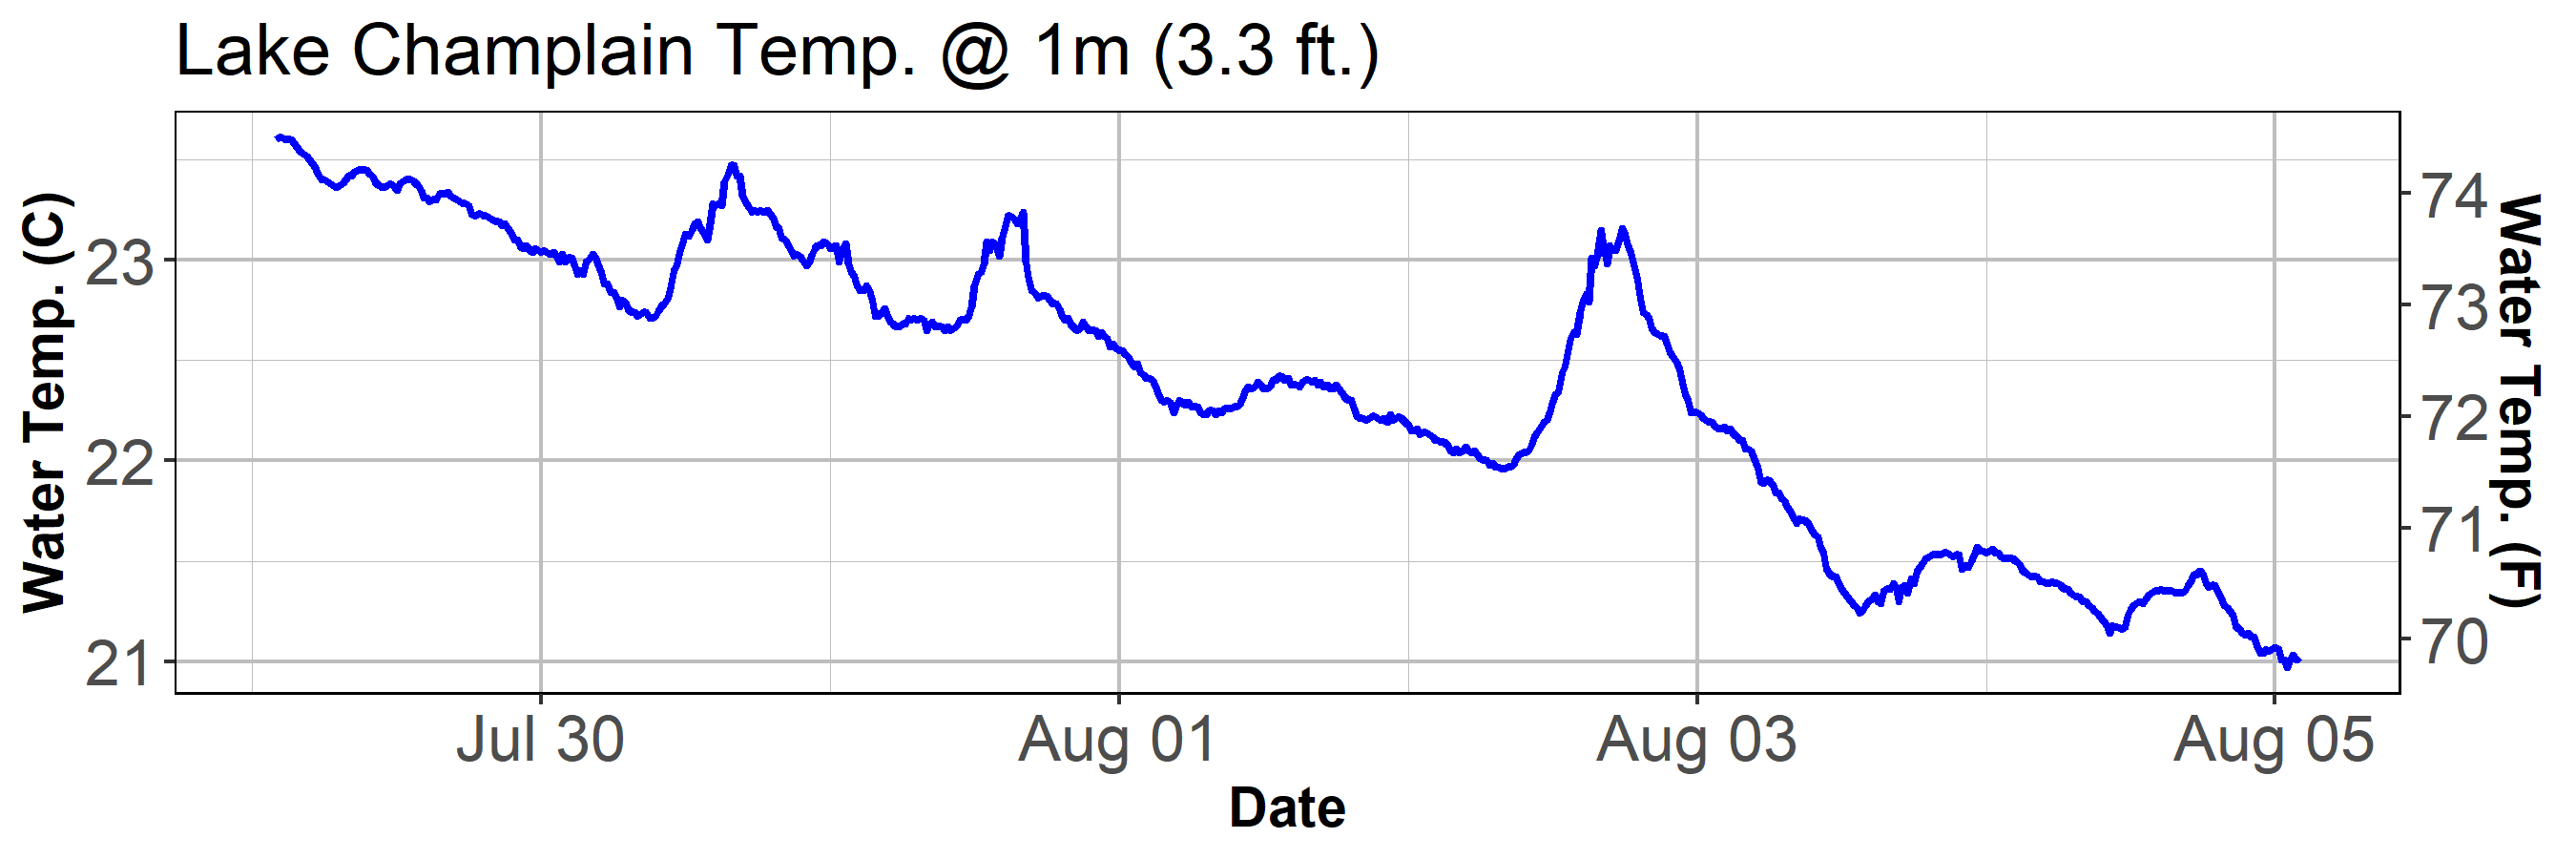 Lake Champlain Temp. @ 1m (3.3 ft.)
Water Temp. (C)
23
22
21
74
73
72
71
70
Water Temp. (F)
Jul 30 Aug 01 Aug 03 Aug 05
Date